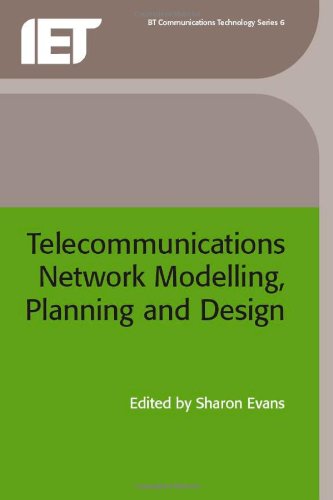 IET
BT Communications Technology Series 6
Telecommunications
Network Modelling,
Planning and Design
Edited by Sharon Evans